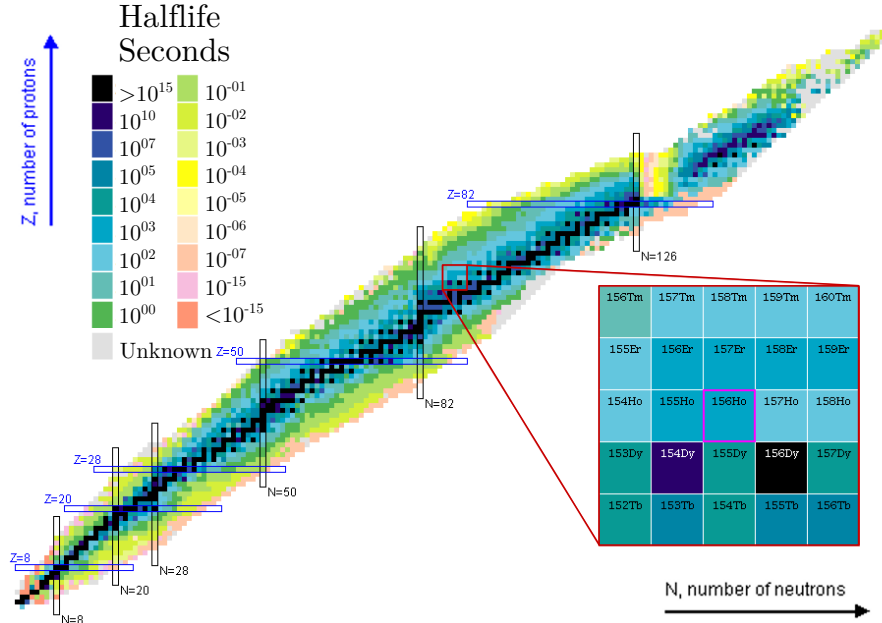 Halflife
Seconds
>10^15
10^10
10^07
10^05
10^04
10^03
10^02
10^01
10^00
Unknown
10^-01
10^-02
10^-03
10^-04
10^-05
10^-06
10^-07
10^-15
<10^-15
Z, number of protons
Z=82
N=126
Z=50
N=82
Z=28
N=50
Z=20
N=28
Z=8
N=20
N=8
156Tm 157Tm 158Tm 159Tm 160Tm
155Er 156Er 157Er 158Er 159Er
154Ho 155Ho 156Ho 157Ho 158Ho
153Dy 154Dy 155Dy 156Dy 157Dy
152Tb 153Tb 154Tb 155Tb 156Tb
N, number of neutrons